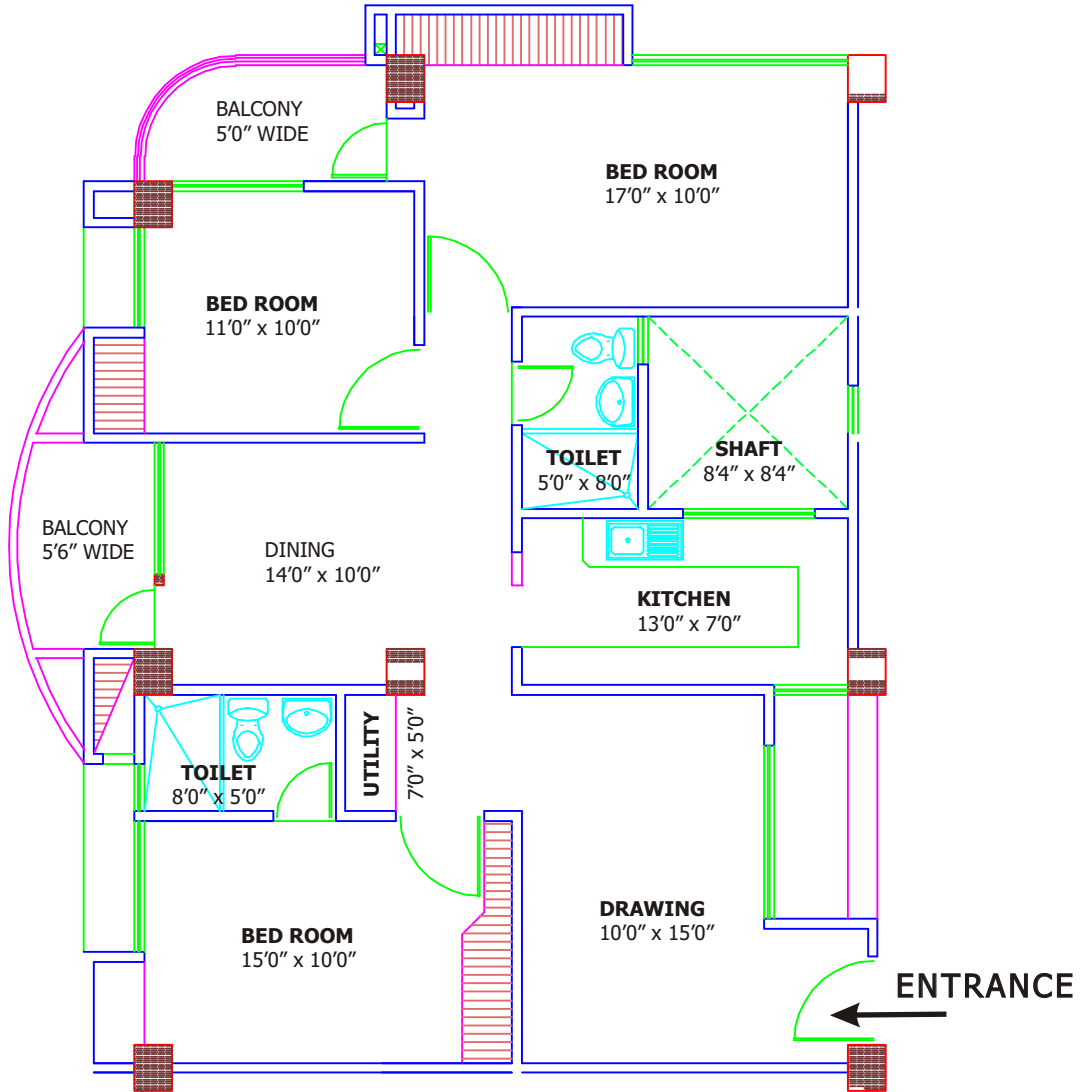 BALCONY
5'0” WIDE
BED ROOM
17'0” x 10'0”
BED ROOM
11'0” x 10'0”
TOILET
5'0” x 8'0”
SHAFT
8'4” x 8'4”
BALCONY
5'6” WIDE
DINING
14'0” x 10'0”
KITCHEN
13'0” x 7'0”
TOILET
8'0” x 5'0”
UTILITY
7'0” x 5'0”
BED ROOM
15'0” x 10'0”
DRAWING
10'0” x 15'0”
ENTRANCE